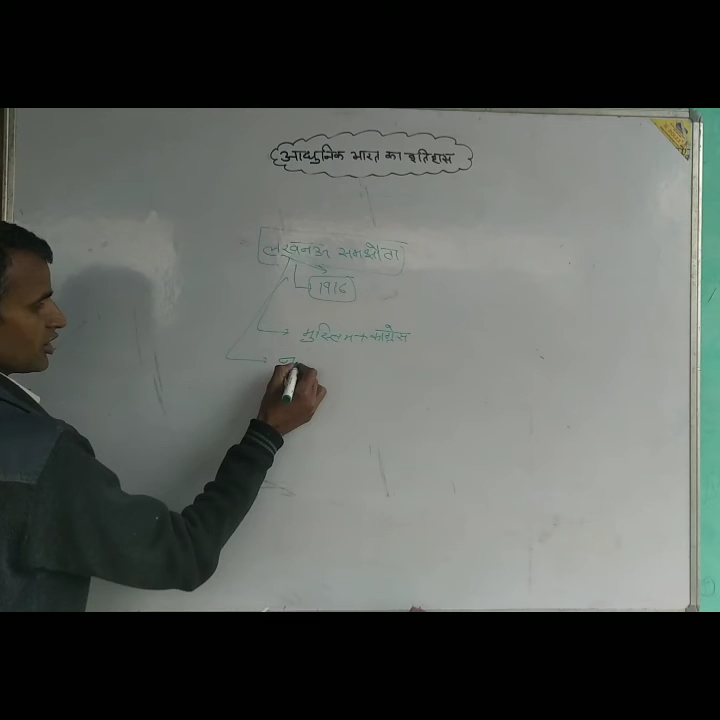 आधुनिक भारत का इतिहास
लखनऊ समझौता
1916
मुस्लिम + कांग्रेस
न